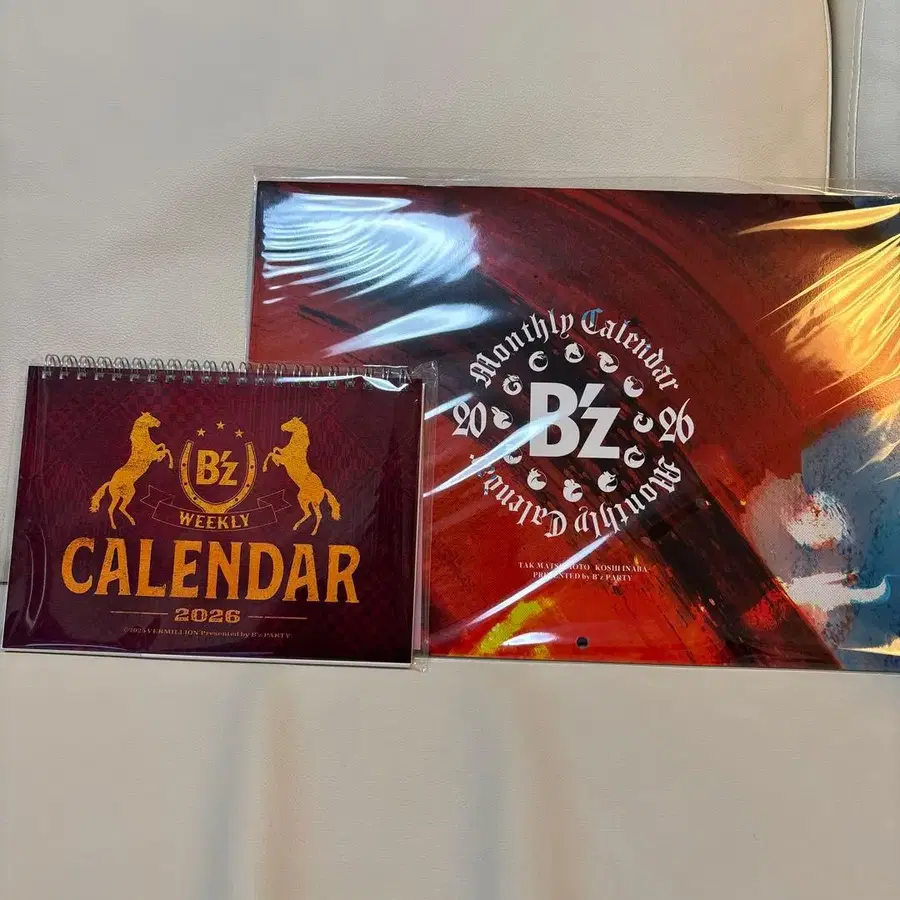 B'z
WEEKLY
CALENDAR
2026
©2025 VERMILLION Presented by B'z PARTY
Monthly Calendar
20 B'z 26
Monthly
TAK MATSUMOTO KOSHI INABA
PRESENTED by B'z PARTY